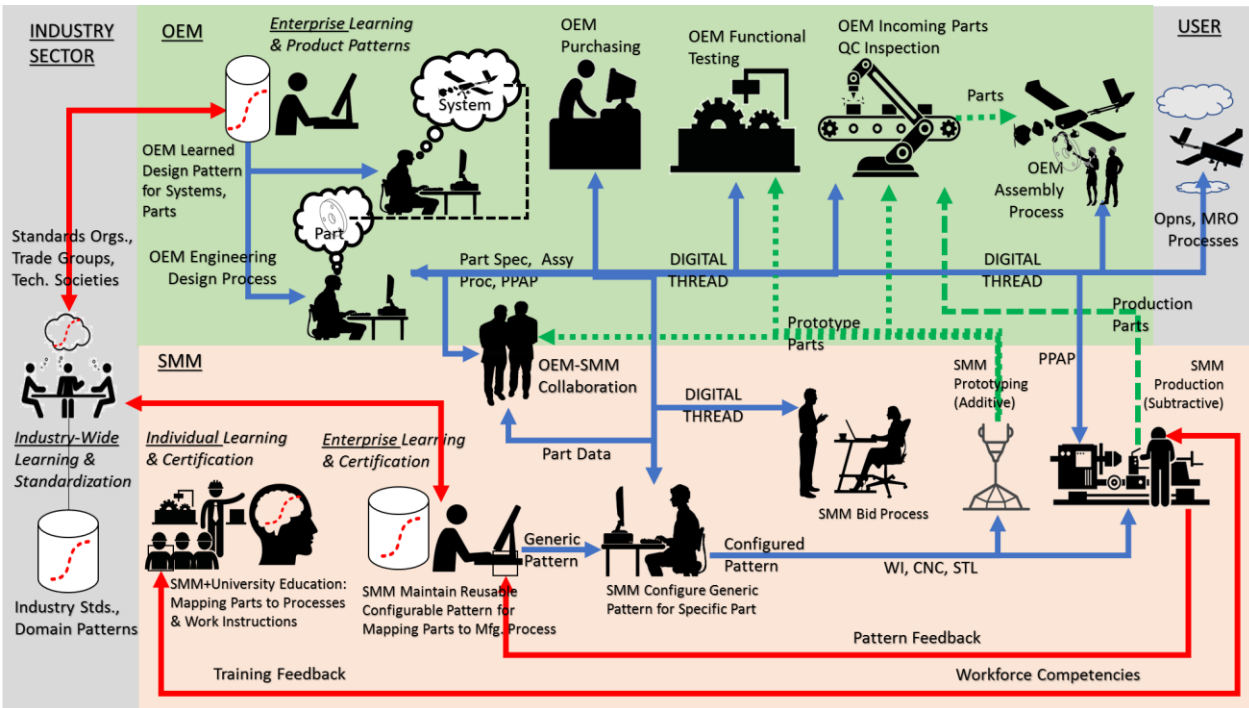 INDUSTRY
SECTOR
OEM
Enterprise Learning
& Product Patterns
OEM
Purchasing
OEM Functional
Testing
OEM Incoming Parts
QC Inspection
USER
System
Parts
OEM Learned
Design Pattern
for Systems,
Parts
Part
OEM
Assembly
Process
Opns, MRO
Processes
Standards Orgs.,
Trade Groups,
Tech. Societies
OEM Engineering
Design Process
Part Spec, Assy
Proc, PPAP
DIGITAL
THREAD
DIGITAL
THREAD
Prototype
Parts
Production
Parts
SMM
OEM-SMM
Collaboration
SMM
Prototyping
(Additive)
PPAP
SMM
Production
(Subtractive)
DIGITAL
THREAD
Industry-Wide
Learning &
Standardization
Individual Learning
& Certification
Enterprise Learning
& Certification
Part Data
SMM Bid Process
Generic
Pattern
Configured
Pattern
WI, CNC, STL
SMM+University Education:
Mapping Parts to Processes
& Work Instructions
SMM Maintain Reusable
Configurable Pattern for
Mapping Parts to Mfg. Process
SMM Configure Generic
Pattern for Specific Part
Industry Stds.,
Domain Patterns
Pattern Feedback
Training Feedback
Workforce Competencies